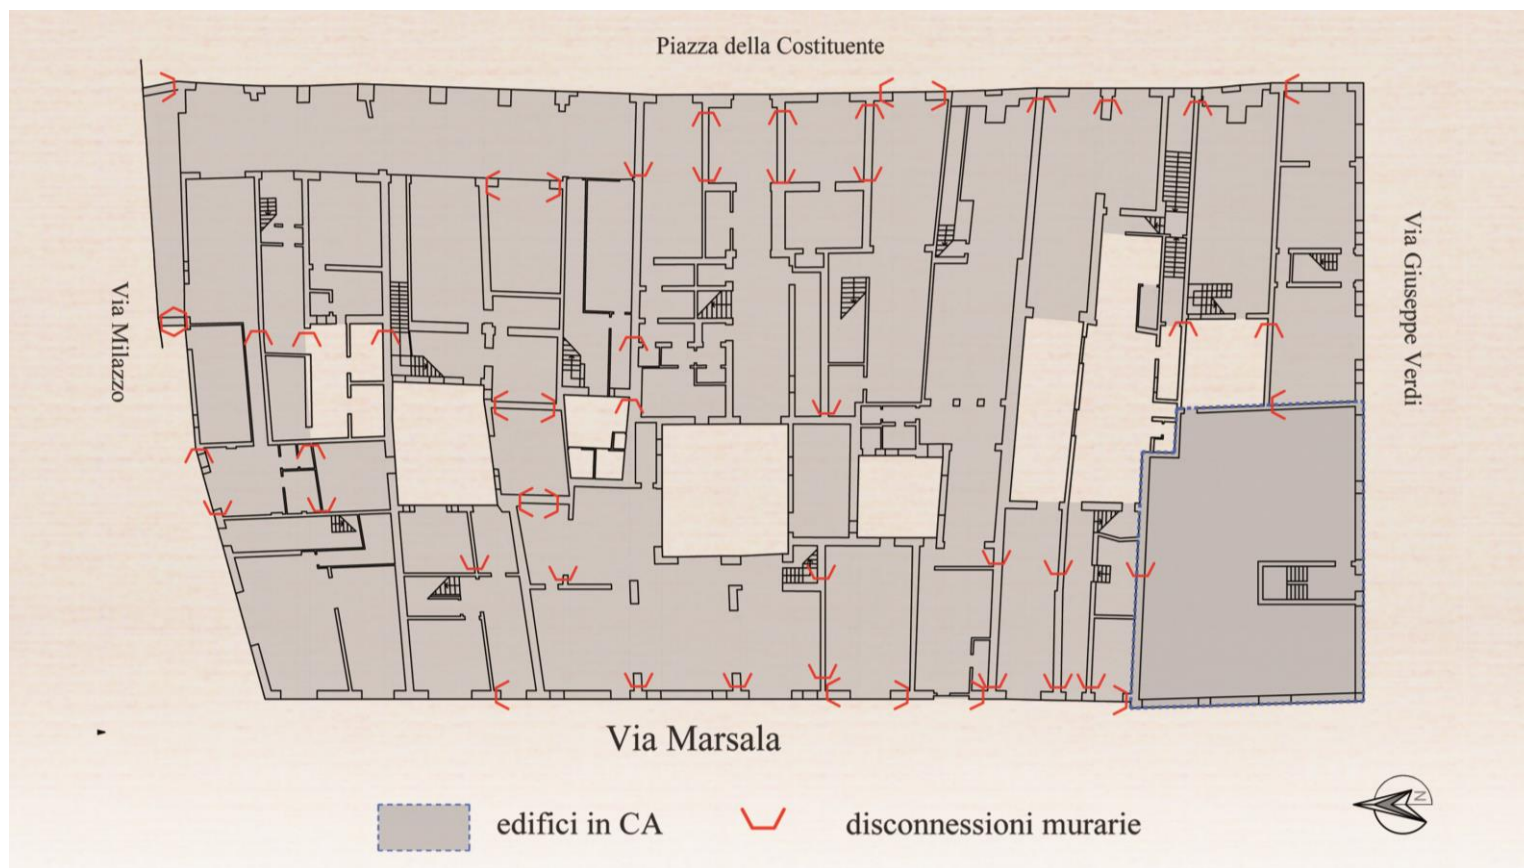 Piazza della Costituente
Via Milazzo
Via Giuseppe Verdi
Via Marsala
edifici in CA
disconnessioni murarie
N